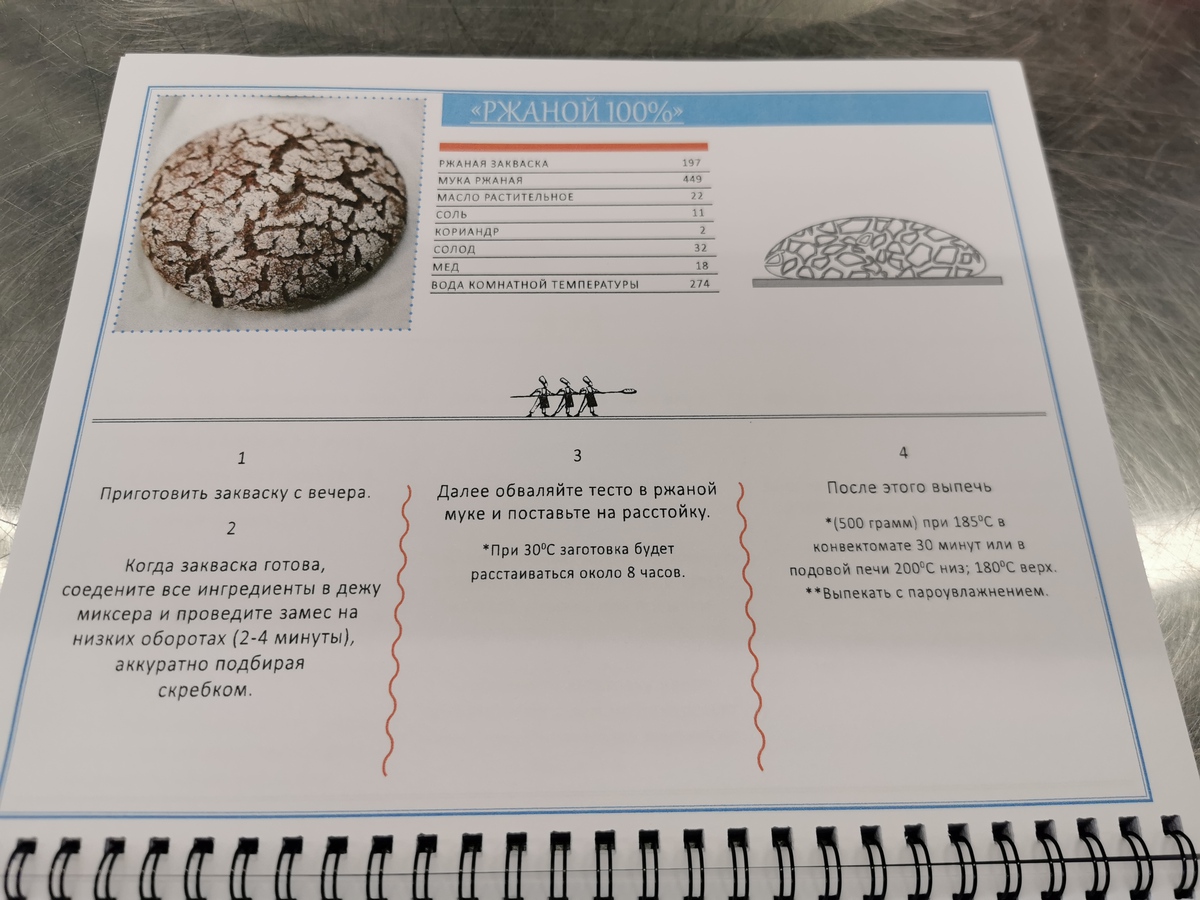 «РЖАНОЙ 100%»
РЖАНАЯ ЗАКВАСКА 197
МУКА РЖАНАЯ 449
МАСЛО РАСТИТЕЛЬНОЕ 22
СОЛЬ 11
КОРИАНДР 2
СОЛОД 32
МЕД 18
ВОДА КОМНАТНОЙ ТЕМПЕРАТУРЫ 274
1
Приготовить закваску с вечера.
2
Когда закваска готова,
соедените все ингредиенты в дежу
миксера и проведите замес на
низких оборотах (2-4 минуты),
аккуратно подбирая
скребком.
3
Далее обваляйте тесто в ржаной
муке и поставьте на расстойку.
*При 30⁰С заготовка будет
расстаиваться около 8 часов.
4
После этого выпечь
*(500 грамм) при 185⁰С в
конвектомате 30 минут или в
подовой печи 200⁰С низ; 180⁰С верх.
**Выпекать с пароувлажнением.